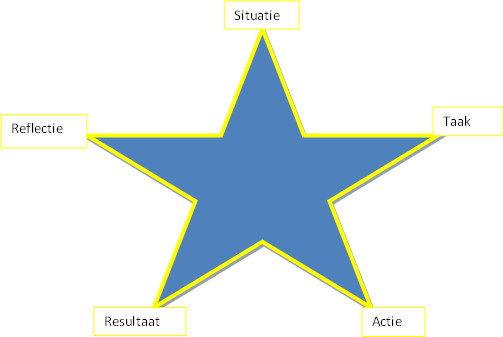 Situatie
Taak
Actie
Resultaat
Reflectie